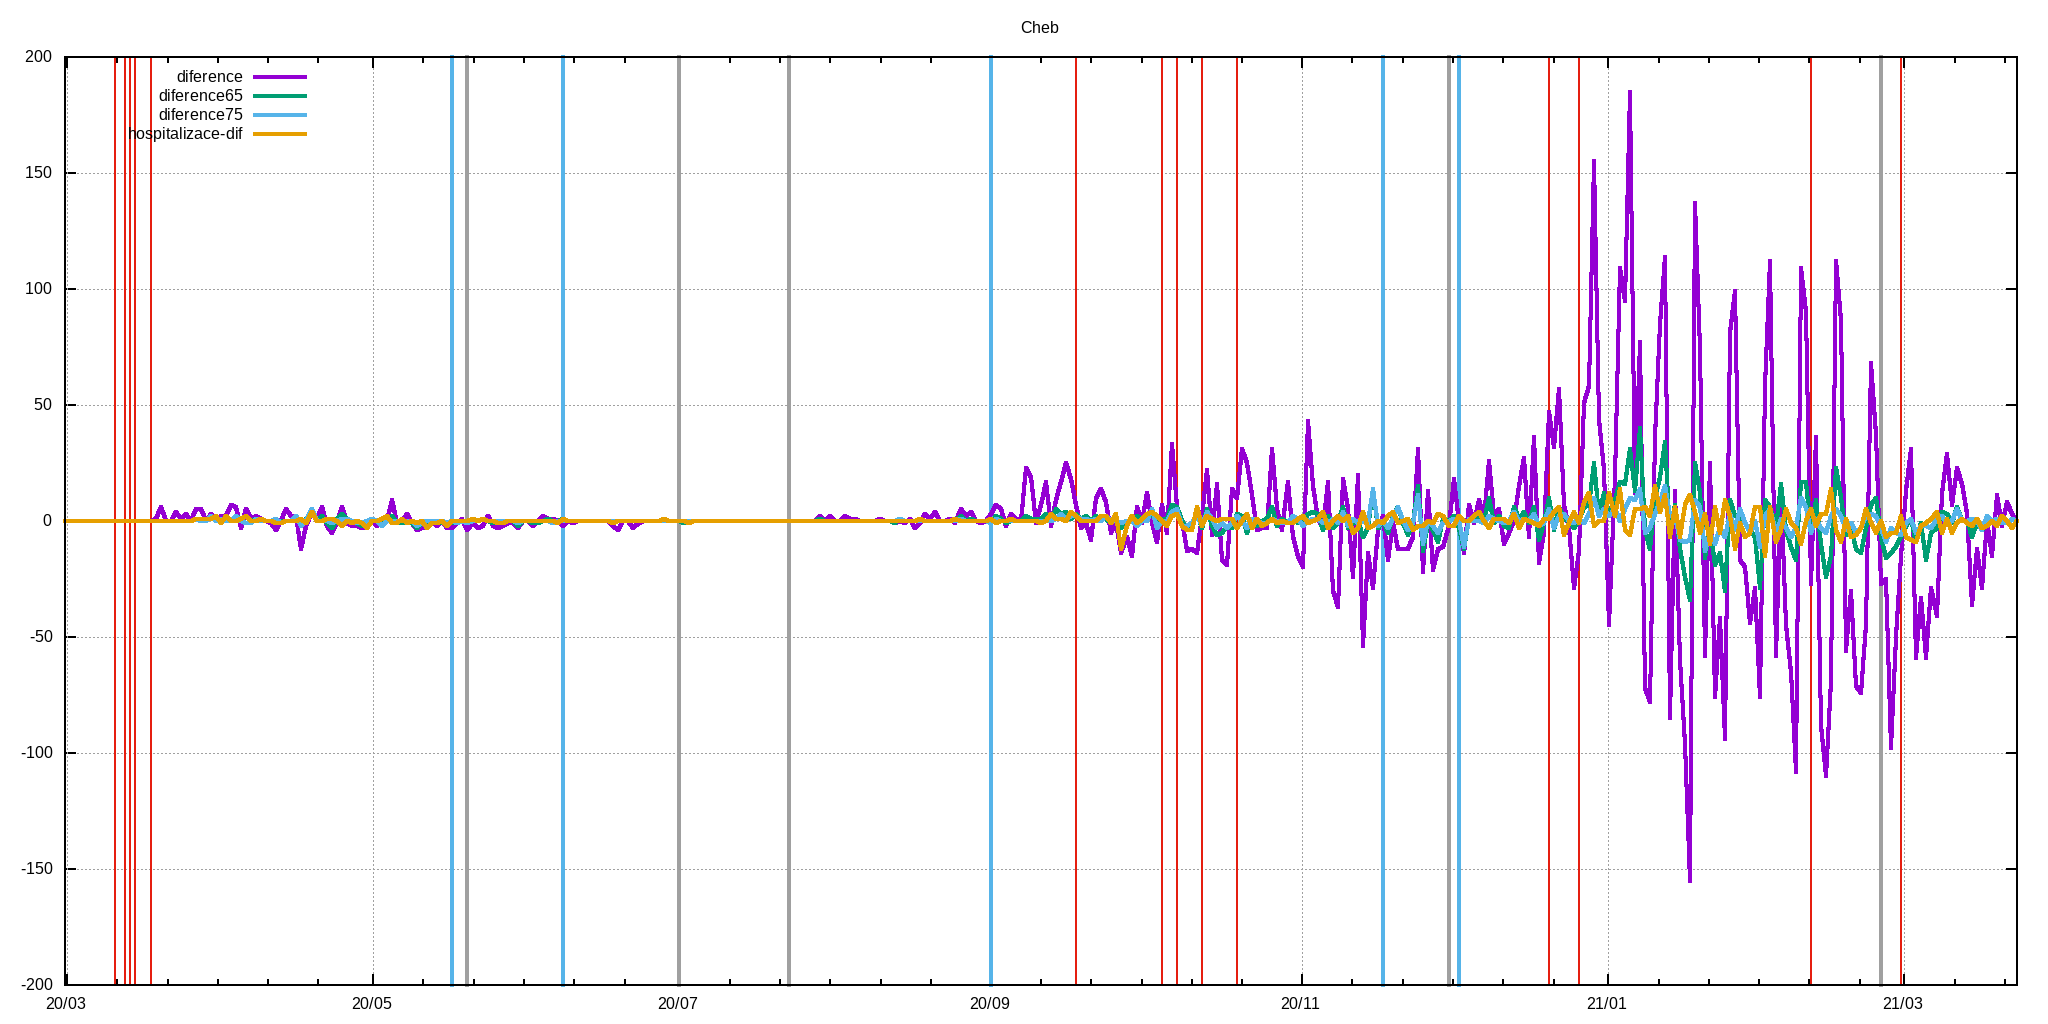 Cheb
200
150
100
50
0
-50
-100
-150
-200
diference
diference65
diference75
hospitalizace-dif
20/03 20/05 20/07 20/09 20/11 21/01 21/03